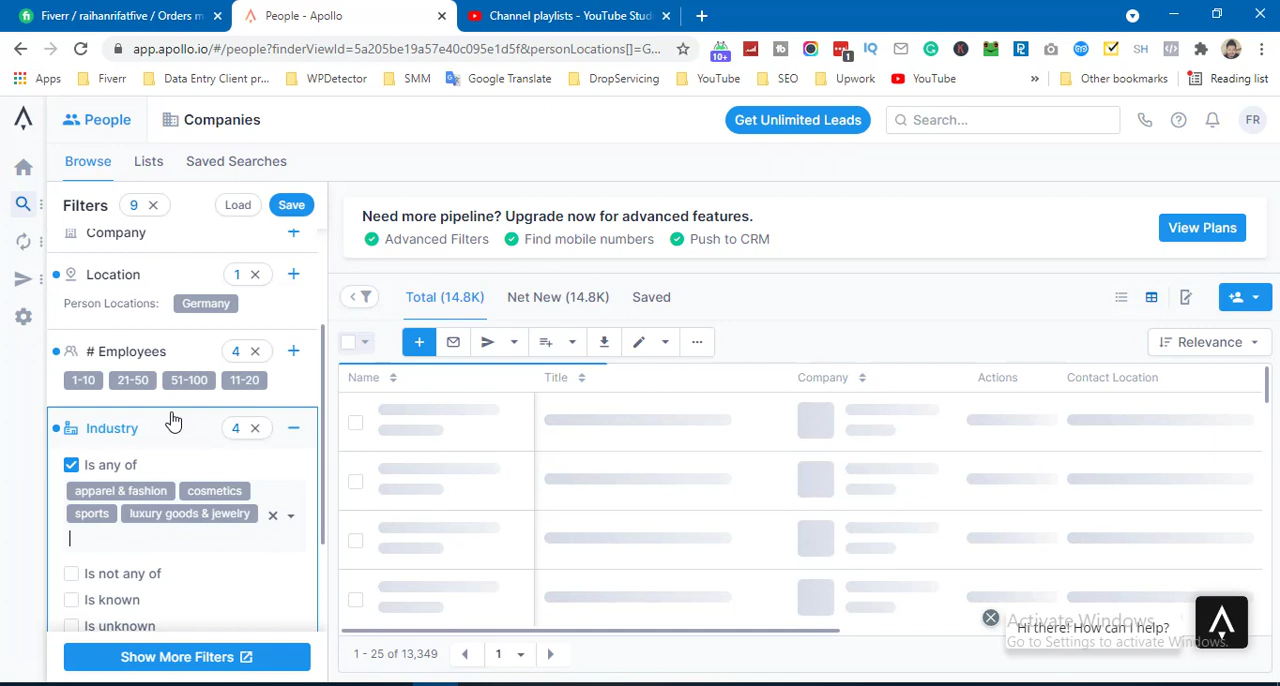 Fiverr / raihanrifatfive / Orders m
People - Apollo
Channel playlists - YouTube Stud
app.apollo.io/#/people?finderViewId=5a205be19a57e40c095e1d5f&personLocations[]=G...
10+
1
IQ
SH
Apps
Fiverr
Data Entry Client pr...
WPDetector
SMM
Google Translate
DropServicing
YouTube
SEO
Upwork
YouTube
»
Other bookmarks
Reading list
People
Companies
Get Unlimited Leads
Search...
FR
Browse
Lists
Saved Searches
Filters
9
Load
Save
Need more pipeline? Upgrade now for advanced features.
Advanced Filters
Find mobile numbers
Push to CRM
View Plans
Company
Location
1
Person Locations:
Germany
Total (14.8K)
Net New (14.8K)
Saved
# Employees
4
1-10
21-50
51-100
11-20
Relevance
Name
Title
Company
Actions
Contact Location
Industry
4
Is any of
apparel & fashion
cosmetics
sports
luxury goods & jewelry
Is not any of
Is known
Is unknown
Show More Filters
1 - 25 of 13,349
1
Activate Windows
Hi there! How can I help?
Go to Settings to activate Windows.